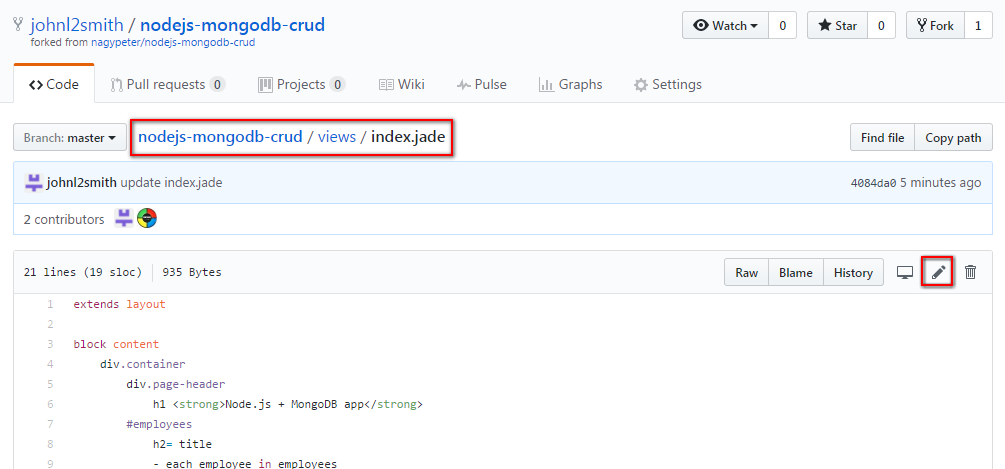 johnl2smith / nodejs-mongodb-crud
Watch 0 Star 0 Fork 1
forked from nagypeter/nodejs-mongodb-crud
Code Pull requests 0 Projects 0 Wiki Pulse Graphs Settings
Branch: master nodejs-mongodb-crud / views / index.jade Find file Copy path
johnl2smith update index.jade 4084da0 5 minutes ago
2 contributors
21 lines (19 sloc) 935 Bytes Raw Blame History
1 extends layout
2
3 block content
4 div.container
5 div.page-header
6 h1 <strong>Node.js + MongoDB app</strong>
7 #employees
8 h2= title
9 - each employee in employees